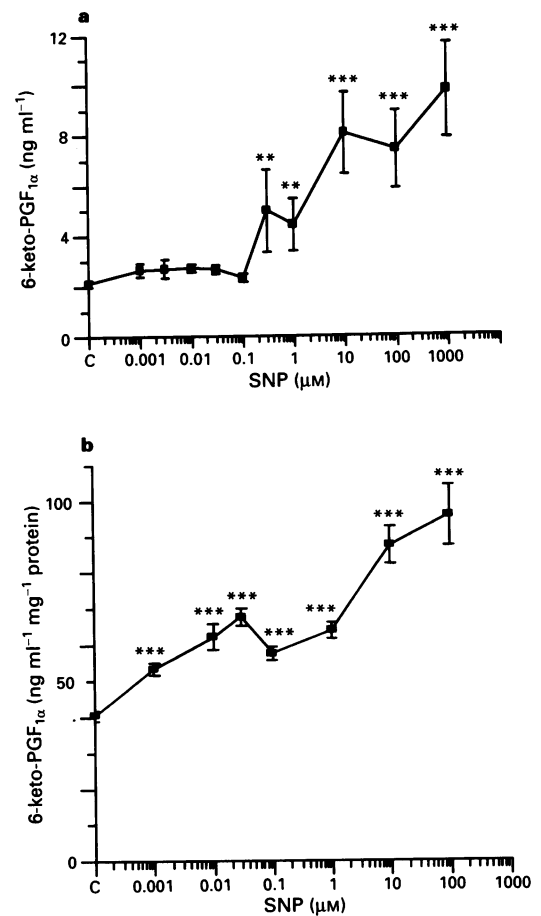 a
6-keto-PGF1α (ng ml−1)
12
8
4
0
**
**
***
***
***
C 0.001 0.01 0.1 1 10 100 1000
SNP (μM)
b
6-keto-PGF1α (ng ml−1 mg−1 protein)
100
50
0
***
***
***
***
***
***
***
C 0.001 0.01 0.1 1 10 100 1000
SNP (μM)